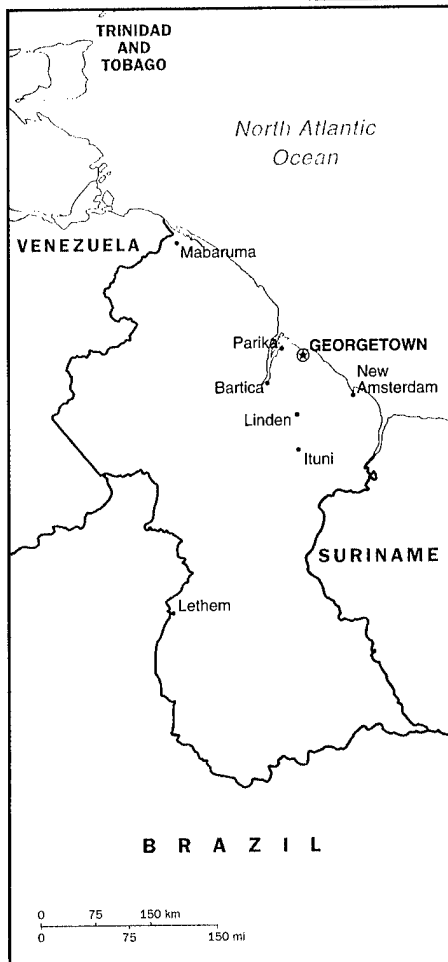 TRINIDAD
AND
TOBAGO
North Atlantic
Ocean
VENEZUELA
Mabaruma
Parika
GEORGETOWN
New
Amsterdam
Bartica
Linden
Ituni
SURINAME
Lethem
BRAZIL
0 75 150 km
0 75 150 mi